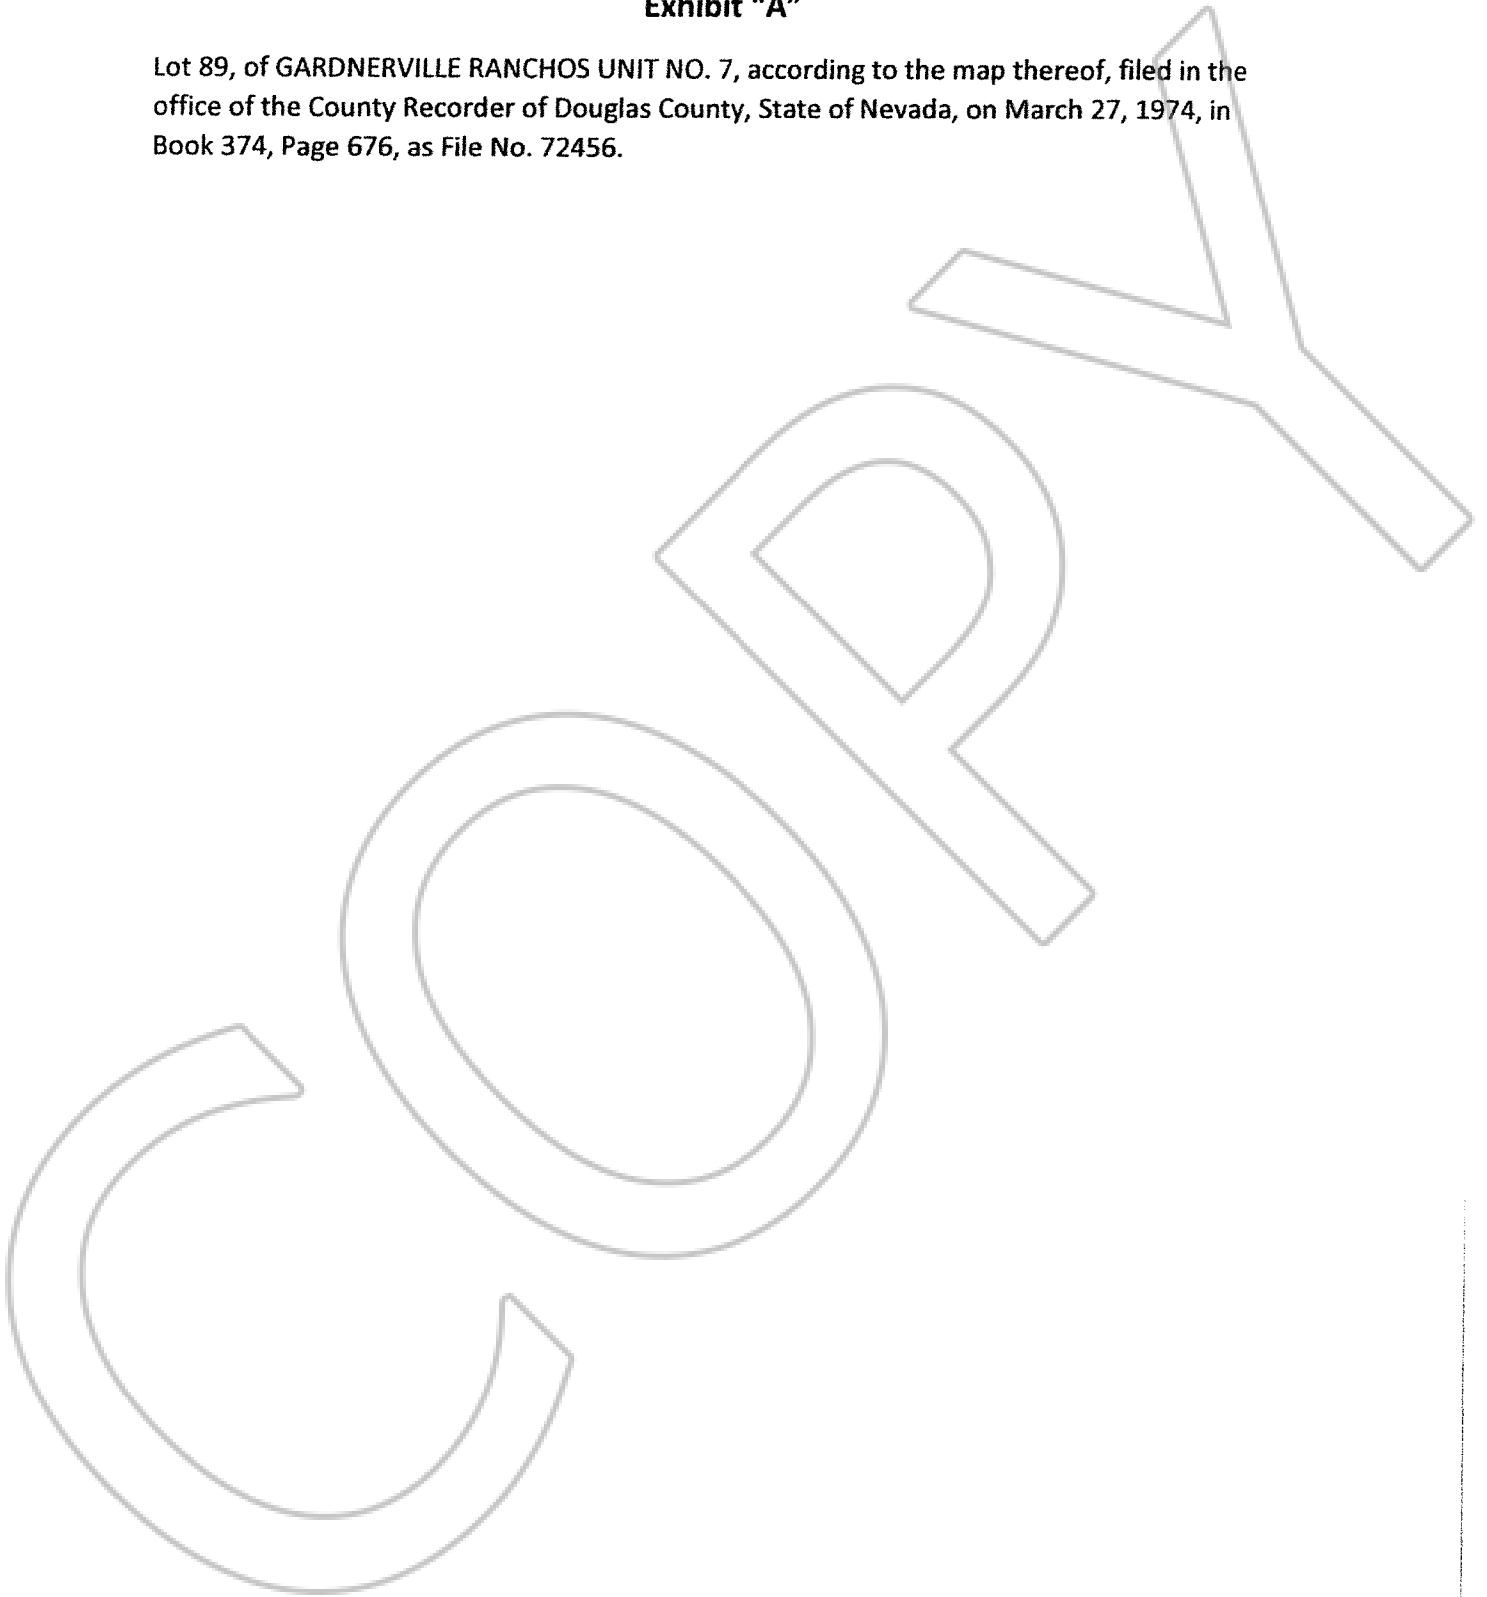 Exhibit "A"
Lot 89, of GARDNERVILLE RANCHOS UNIT NO. 7, according to the map thereof, filed in the
office of the County Recorder of Douglas County, State of Nevada, on March 27, 1974, in
Book 374, Page 676, as File No. 72456.
COPY